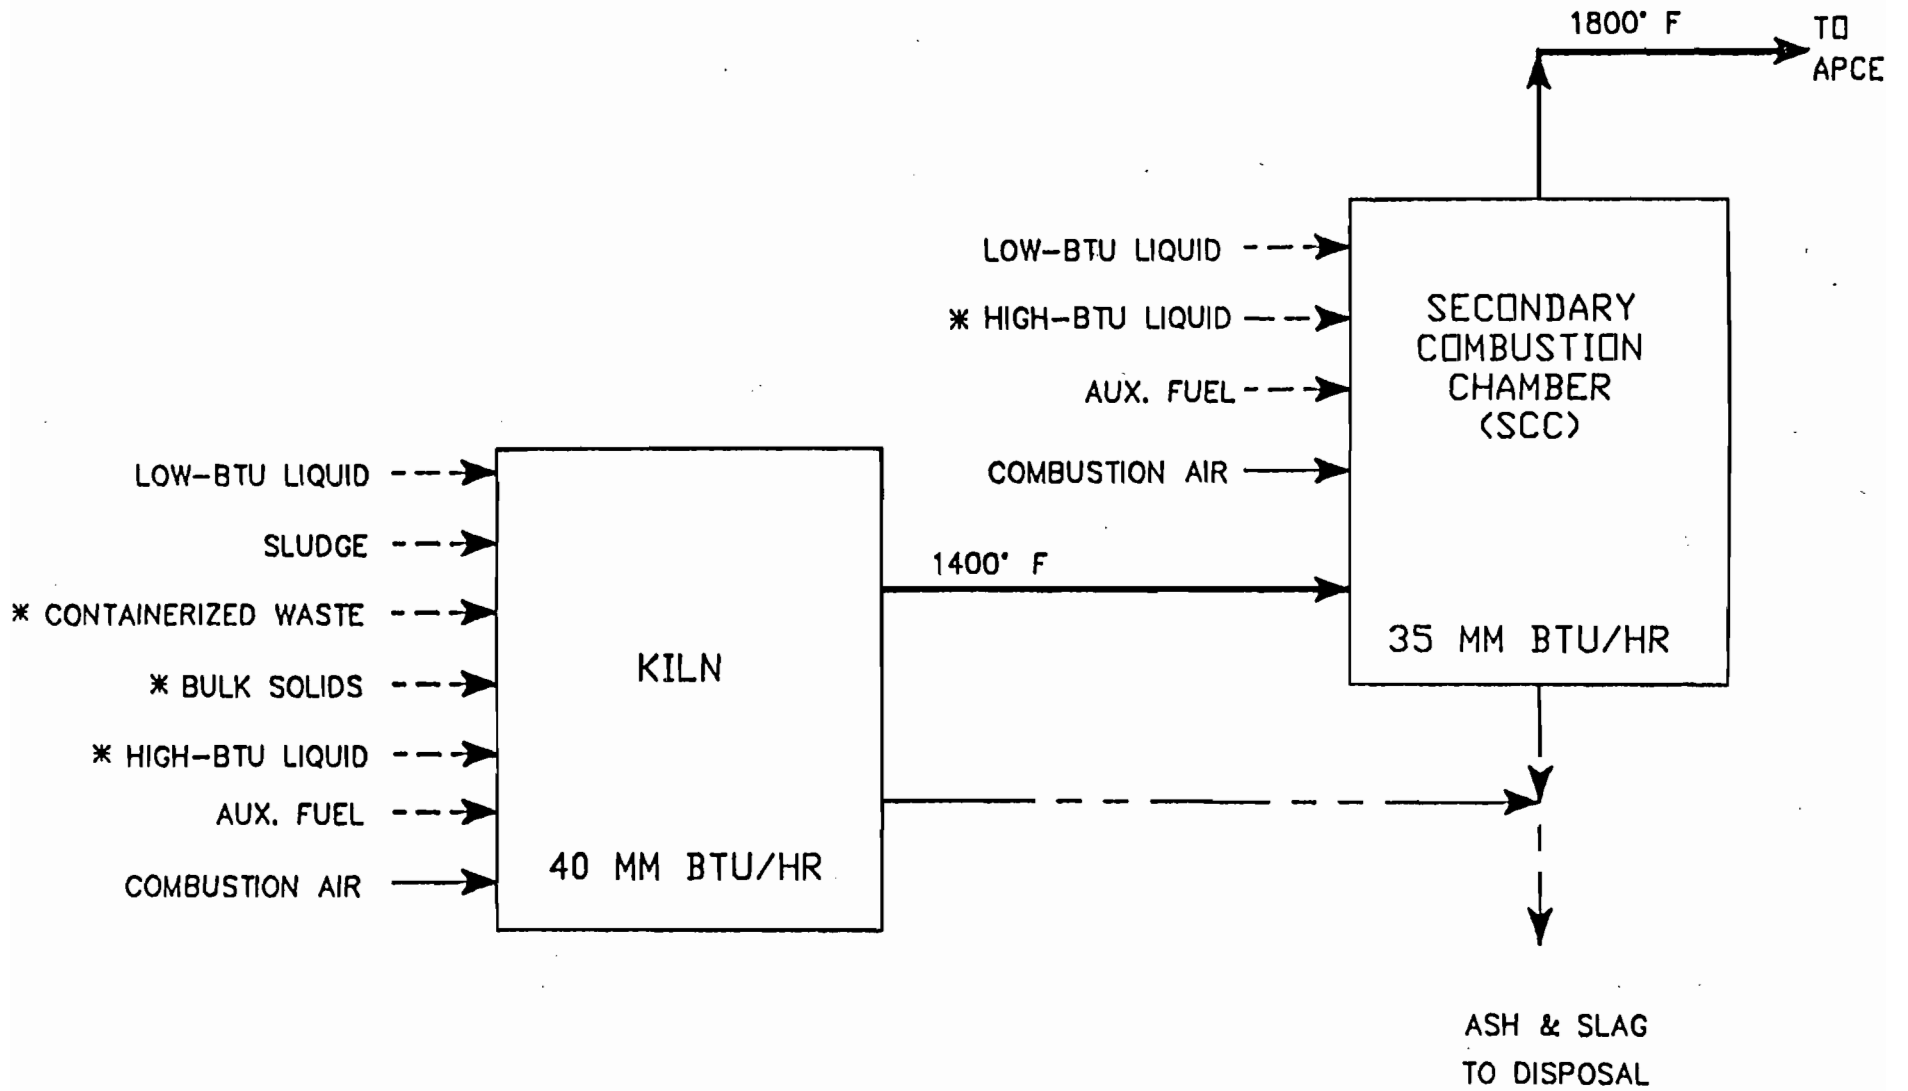 1800° F
TO
APCE
LOW-BTU LIQUID
* HIGH-BTU LIQUID
AUX. FUEL
COMBUSTION AIR
SECONDARY
COMBUSTION
CHAMBER
(SCC)
35 MM BTU/HR
LOW-BTU LIQUID
SLUDGE
* CONTAINERIZED WASTE
* BULK SOLIDS
* HIGH-BTU LIQUID
AUX. FUEL
COMBUSTION AIR
KILN
40 MM BTU/HR
1400° F
ASH & SLAG
TO DISPOSAL